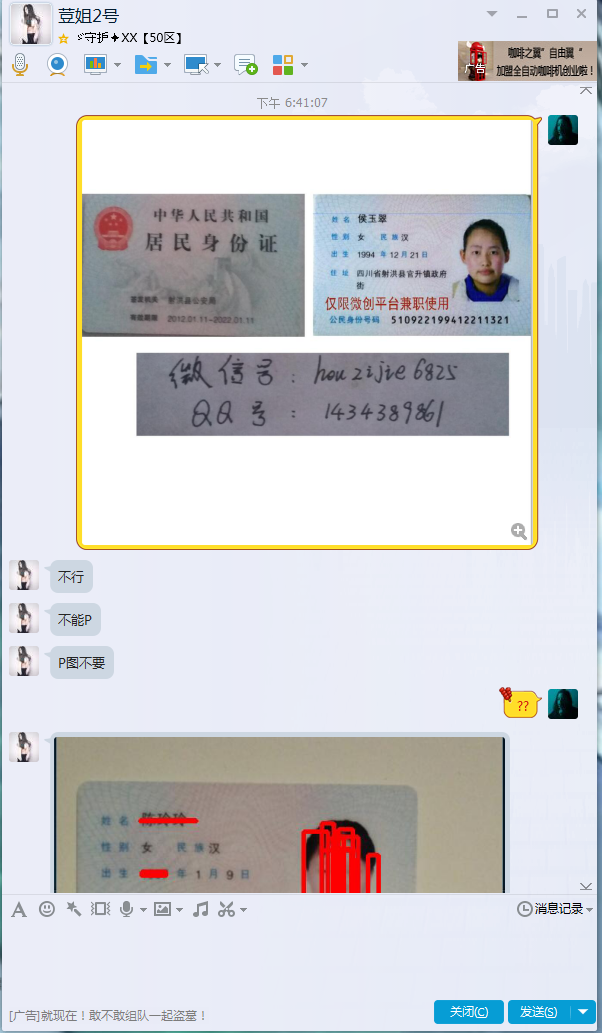 荳姐2号
ゞ守护✦XX【50区】
咖啡之翼”自由翼“
广告
加盟全自动咖啡机创业啦！
下午 6:41:07
中华人民共和国
居民身份证
签发机关 射洪县公安局
有效期限 2012.01.11-2022.01.11
姓名 侯玉翠
性别 女 民族 汉
出生 1994 年 12 月 21 日
住址 四川省射洪县官升镇政府
街
仅限微创平台兼职使用
公民身份号码 510922199412211321
微信号：houzijie6825
QQ号：1434389861
不行
不能P
P图不要
??
姓名 陈玲玲
性别 女 民族 汉
出生 年 1 月 9 日
消息记录
[广告]就现在！敢不敢组队一起盗墓！
关闭(C)
发送(S)